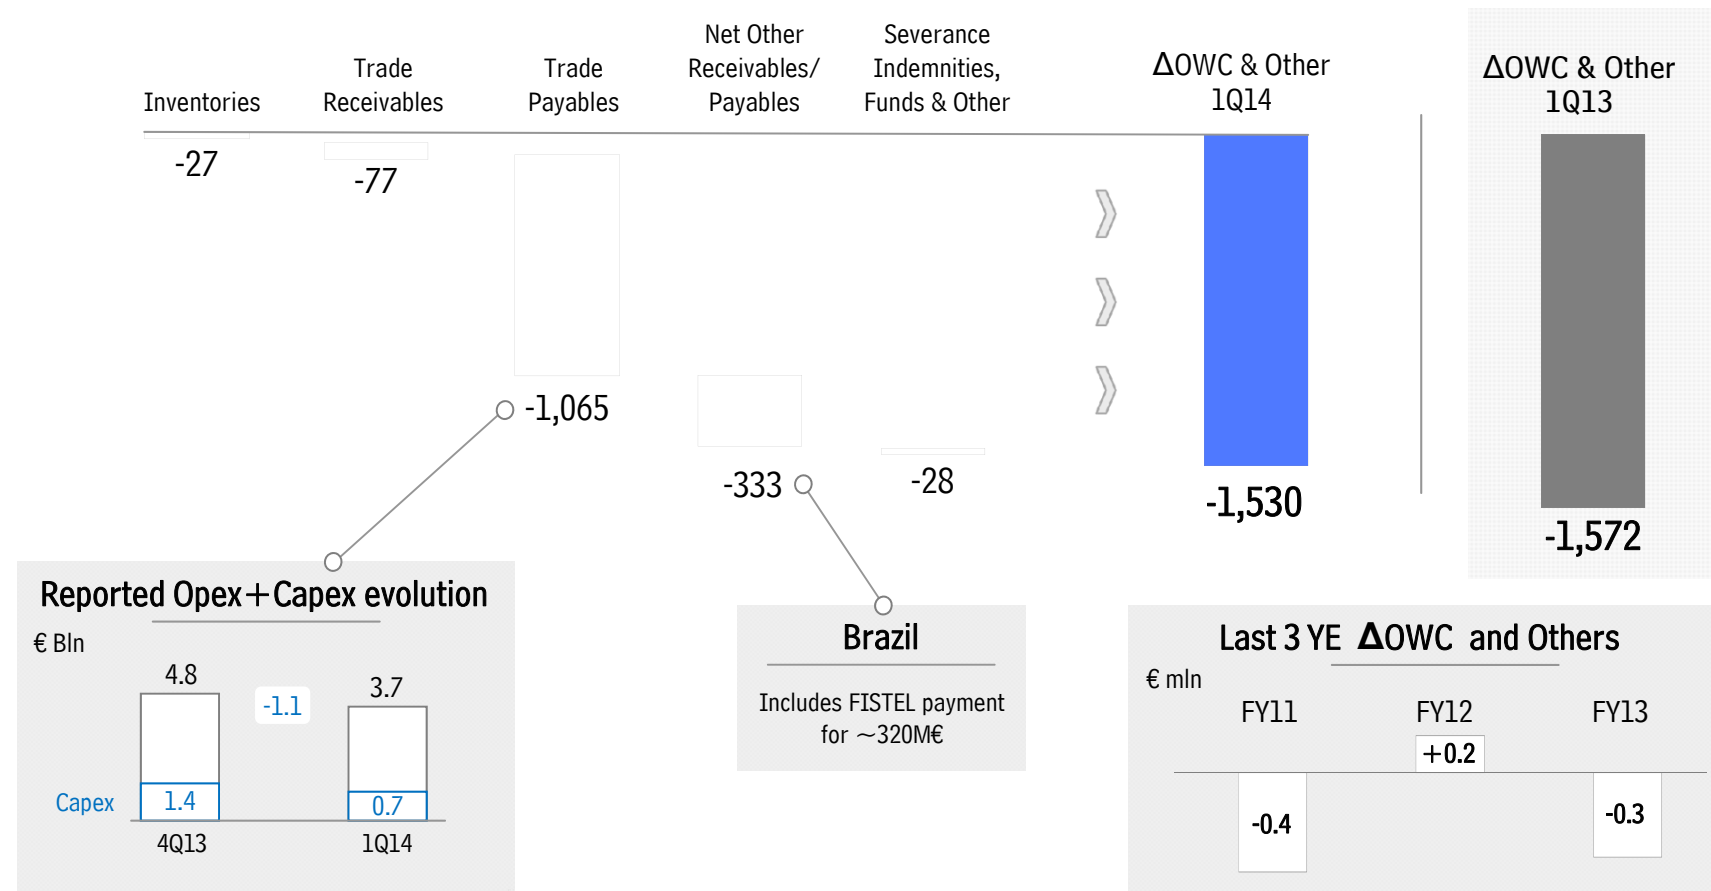 Inventories
Trade
Receivables
Trade
Payables
Net Other
Receivables/
Payables
Severance
Indemnities,
Funds & Other
ΔOWC & Other
1Q14
ΔOWC & Other
1Q13
-27
-77
-1,065
-333
-28
-1,530
-1,572
Reported Opex+Capex evolution
€ Bln
4.8
-1.1
3.7
Capex
1.4
0.7
4Q13
1Q14
Brazil
Includes FISTEL payment
for ~320M€
Last 3 YE ΔOWC and Others
€ mln
FY11
FY12
FY13
+0.2
-0.4
-0.3